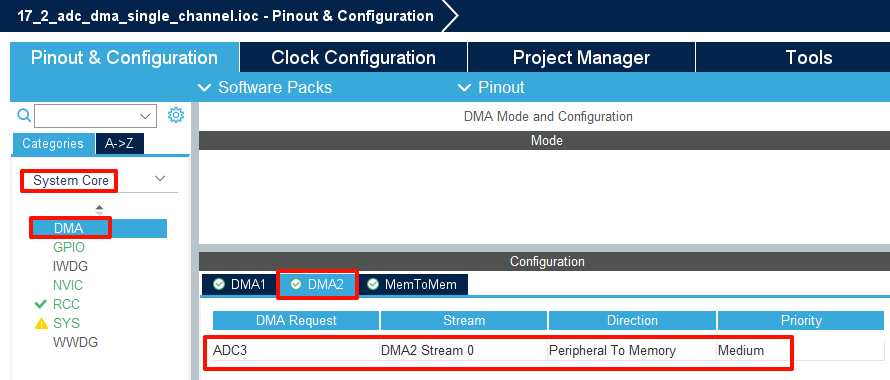 17_2_adc_dma_single_channel.ioc - Pinout & Configuration
Pinout & Configuration
Clock Configuration
Project Manager
Tools
Software Packs
Pinout
DMA Mode and Configuration
Categories
A->Z
Mode
System Core
DMA
GPIO
IWDG
NVIC
RCC
SYS
WWDG
Configuration
DMA1
DMA2
MemToMem
DMA Request
Stream
Direction
Priority
ADC3
DMA2 Stream 0
Peripheral To Memory
Medium